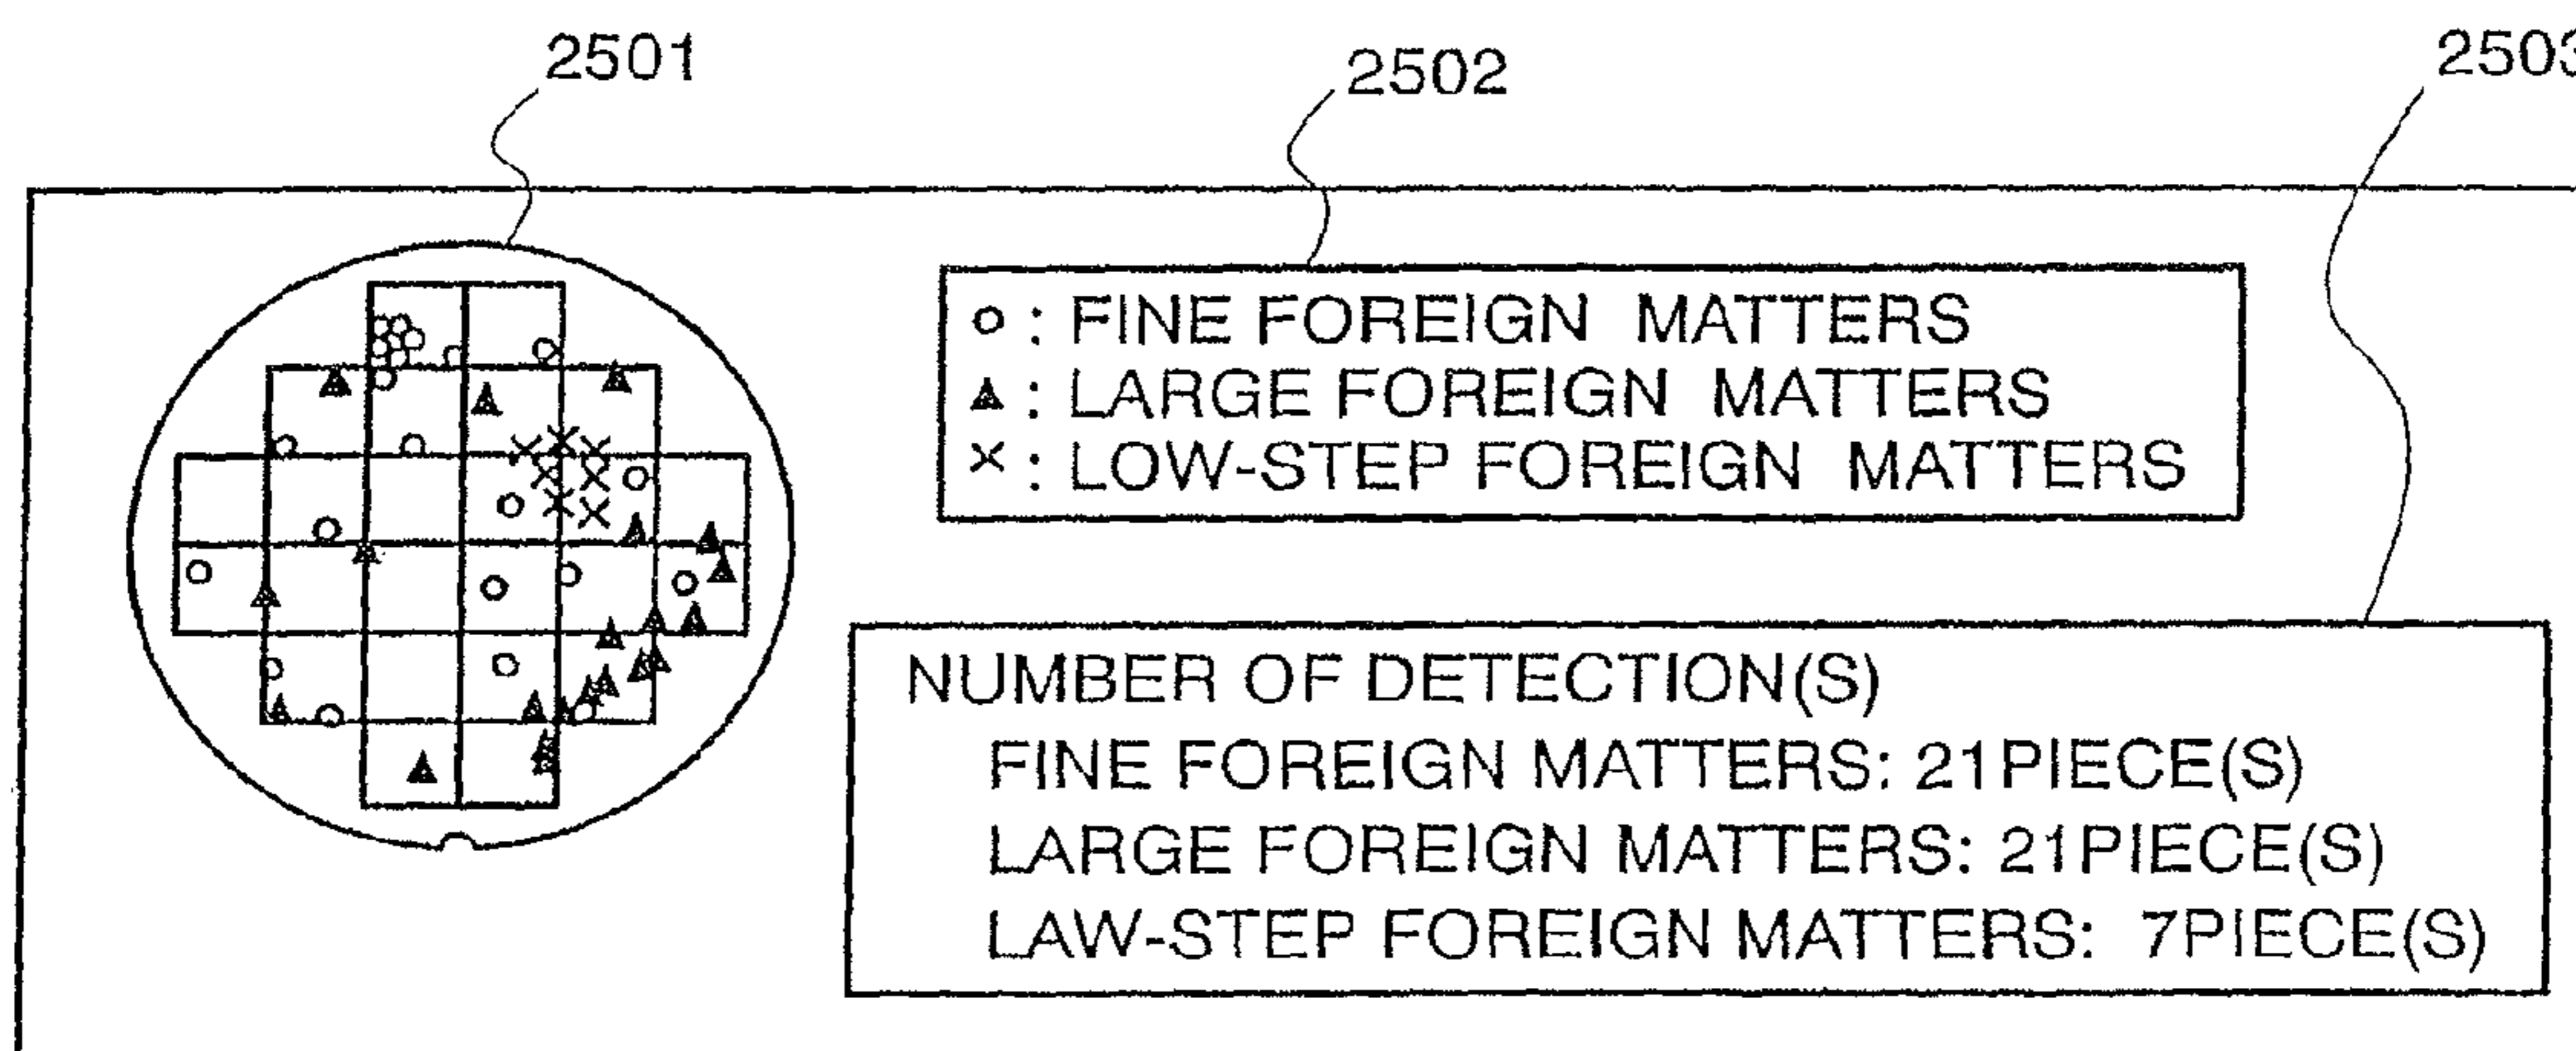 2501
2502
2503
○: FINE FOREIGN MATTERS
▲: LARGE FOREIGN MATTERS
×: LOW-STEP FOREIGN MATTERS
NUMBER OF DETECTION(S)
FINE FOREIGN MATTERS: 21PIECE(S)
LARGE FOREIGN MATTERS: 21PIECE(S)
LAW-STEP FOREIGN MATTERS: 7PIECE(S)